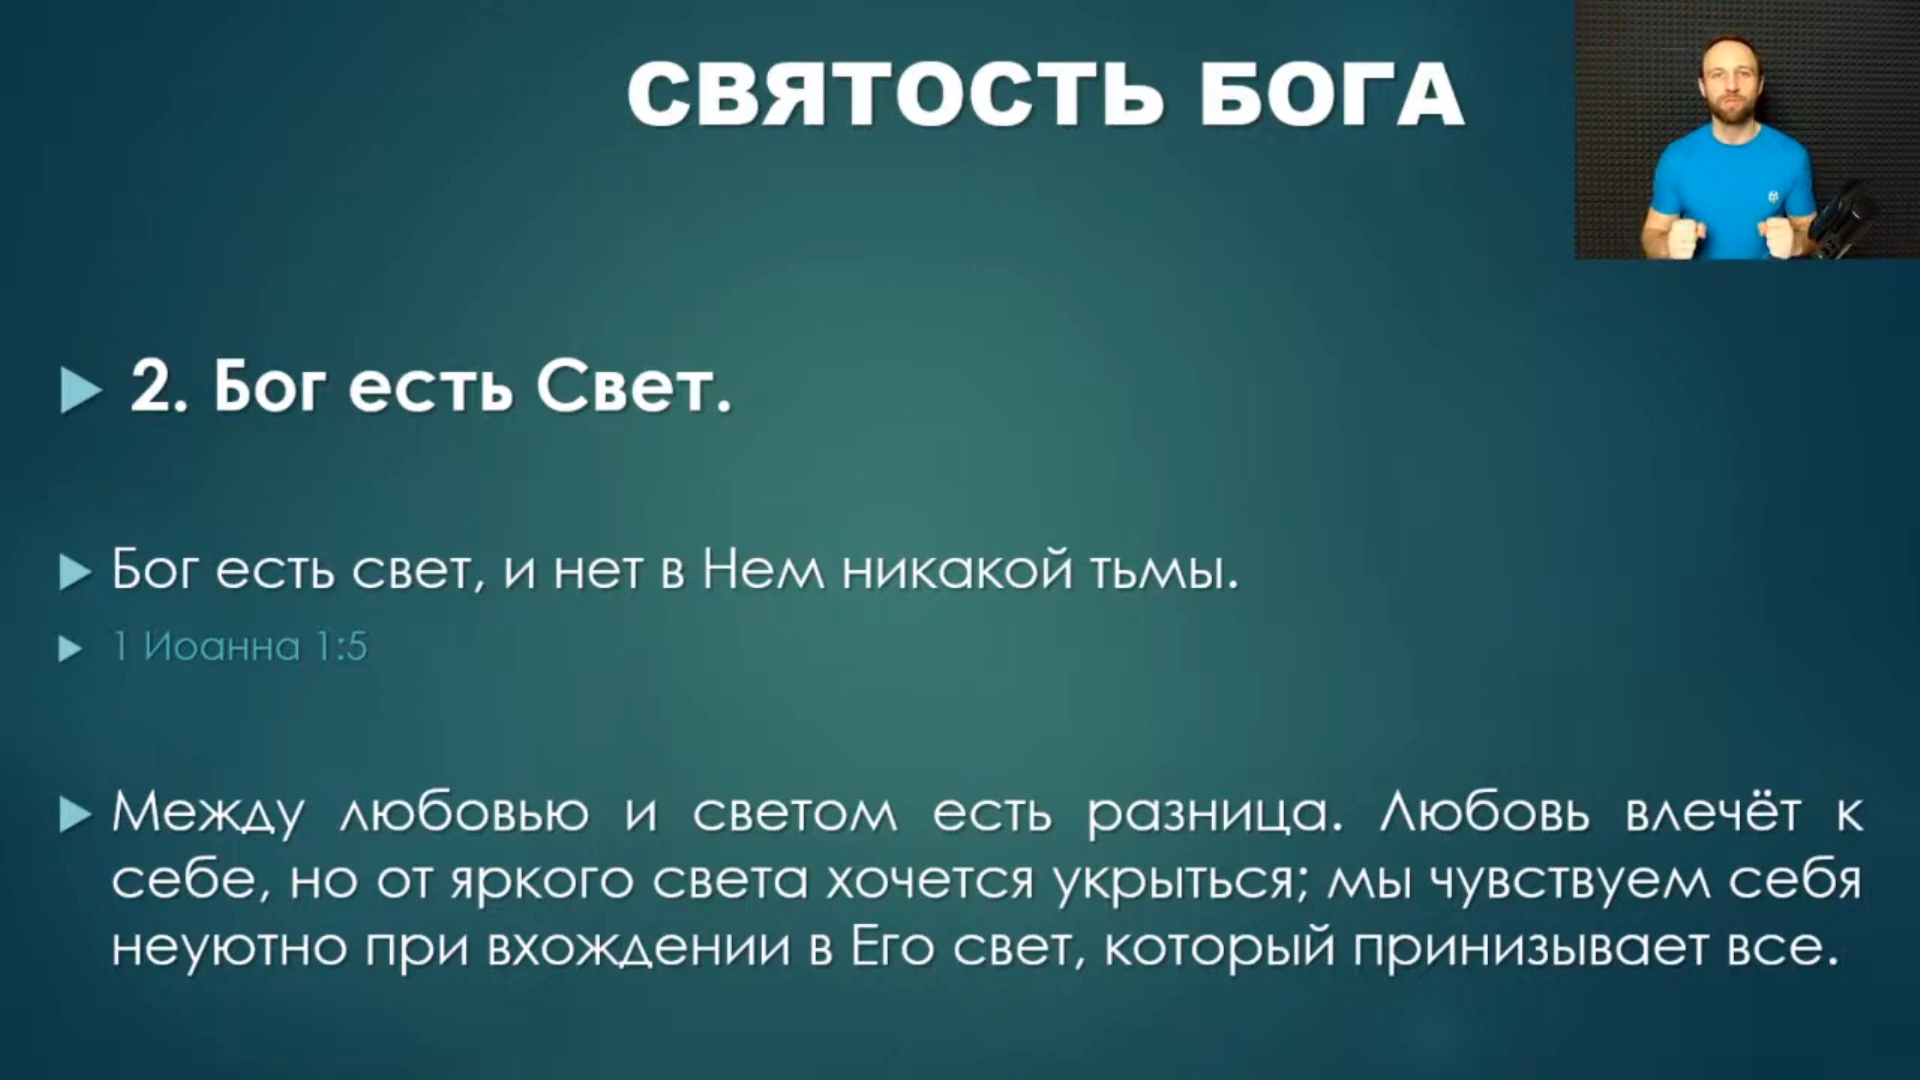 СВЯТОСТЬ БОГА
2. Бог есть Свет.
Бог есть свет, и нет в Нем никакой тьмы.
1 Иоанна 1:5
Между любовью и светом есть разница. Любовь влечёт к
себе, но от яркого света хочется укрыться; мы чувствуем себя
неуютно при вхождении в Его свет, который принизывает все.